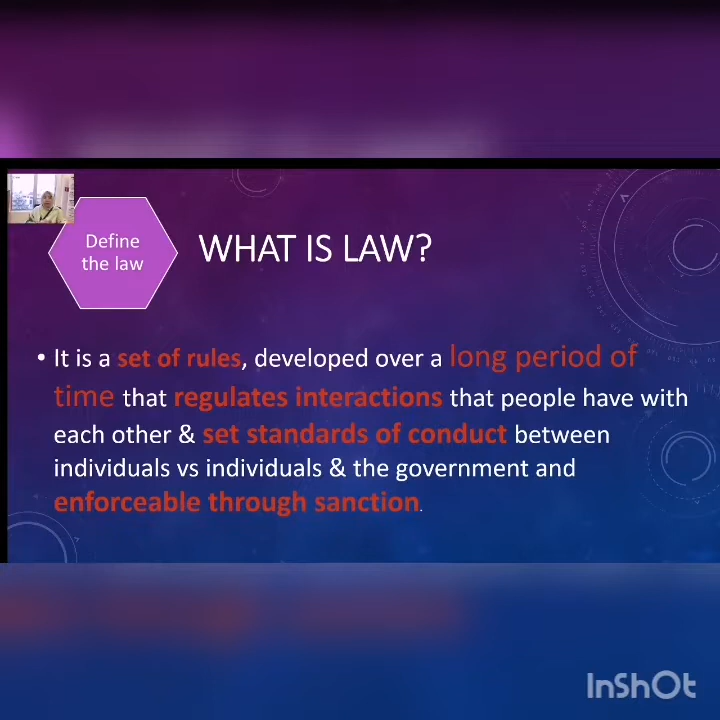 Define
the law
WHAT IS LAW?
• It is a set of rules, developed over a long period of
time that regulates interactions that people have with
each other & set standards of conduct between
individuals vs individuals & the government and
enforceable through sanction.
InShOt